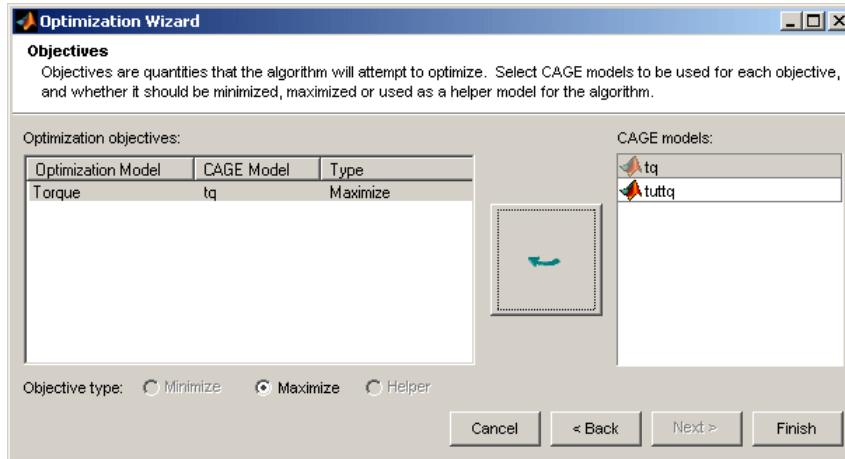 Optimization Wizard
Objectives
Objectives are quantities that the algorithm will attempt to optimize. Select CAGE models to be used for each objective,
and whether it should be minimized, maximized or used as a helper model for the algorithm.
Optimization objectives:
CAGE models:
Optimization Model CAGE Model Type
Torque tq Maximize
tq
tuttq
Objective type: Minimize Maximize Helper
Cancel < Back Next > Finish